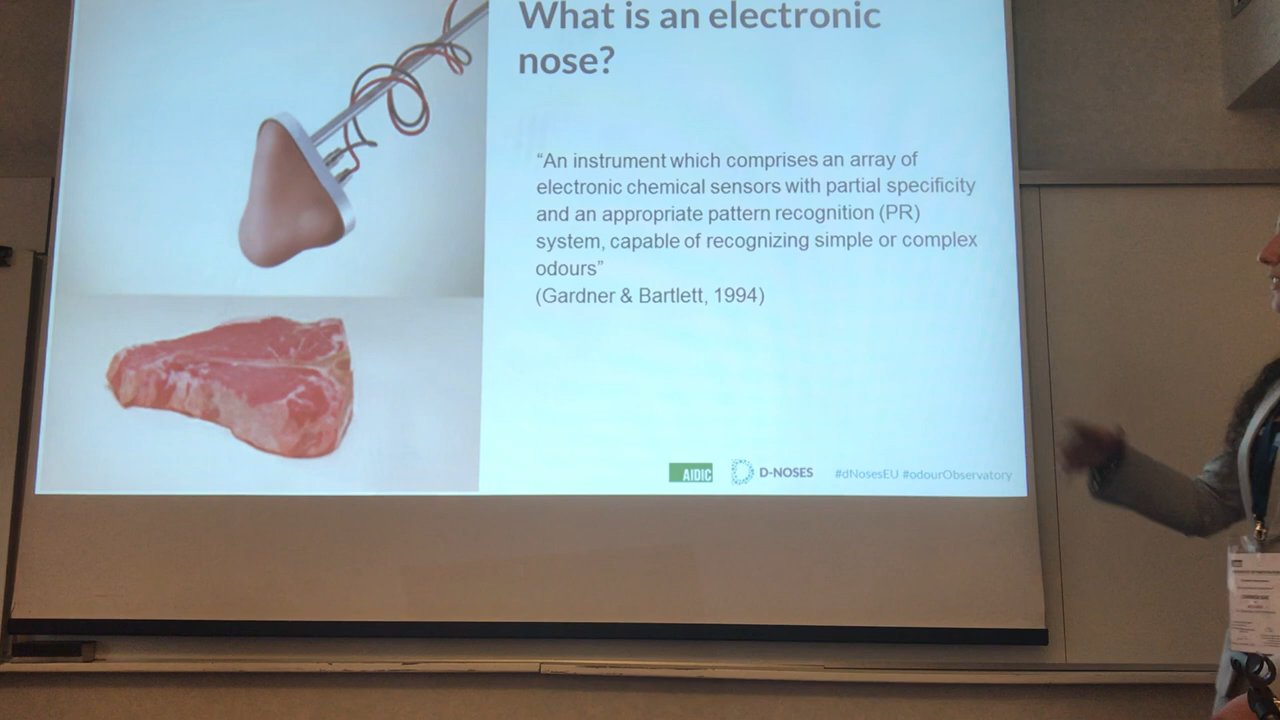 What is an electronic
nose?
“An instrument which comprises an array of
electronic chemical sensors with partial specificity
and an appropriate pattern recognition (PR)
system, capable of recognizing simple or complex
odours”
(Gardner & Bartlett, 1994)
AIDIC D-NOSES #dNosesEU #odourObservatory